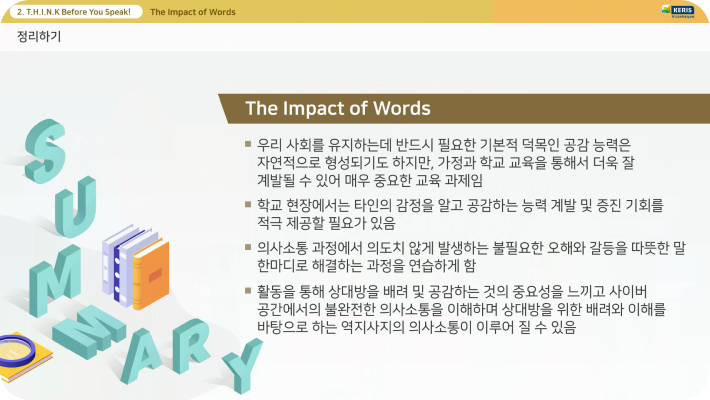 2. T.H.I.N.K Before You Speak!
The Impact of Words
KERIS
정리하기
The Impact of Words
우리 사회를 유지하는데 반드시 필요한 기본적 덕목인 공감 능력은
자연적으로 형성되기도 하지만, 가정과 학교 교육을 통해서 더욱 잘
계발될 수 있어 매우 중요한 교육 과제임
학교 현장에서는 타인의 감정을 알고 공감하는 능력 계발 및 증진 기회를
적극 제공할 필요가 있음
의사소통 과정에서 의도치 않게 발생하는 불필요한 오해와 갈등을 따뜻한 말
한마디로 해결하는 과정을 연습하게 함
활동을 통해 상대방을 배려 및 공감하는 것의 중요성을 느끼고 사이버
공간에서의 불완전한 의사소통을 이해하며 상대방을 위한 배려와 이해를
바탕으로 하는 역지사지의 의사소통이 이루어 질 수 있음
SUMMARY